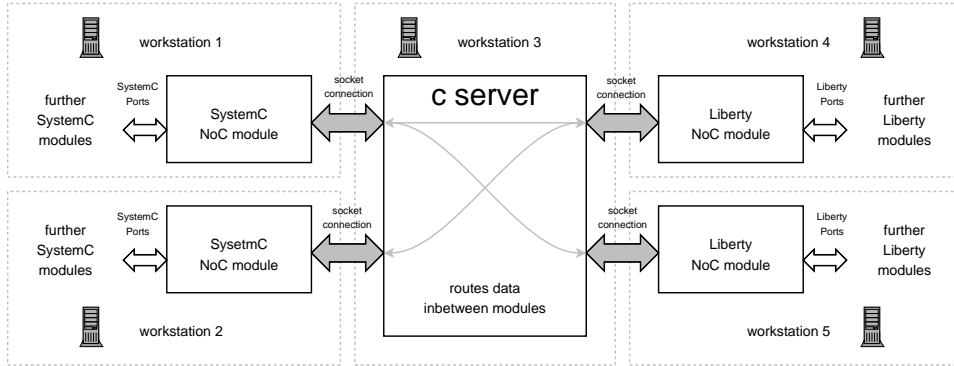 workstation 1
further
SystemC
modules
SystemC
Ports
SystemC
NoC module
socket
connection
workstation 3
c server
routes data
inbetween modules
workstation 4
socket
connection
Liberty
NoC module
Liberty
Ports
further
Liberty
modules
further
SystemC
modules
SystemC
Ports
SysetmC
NoC module
socket
connection
workstation 2
socket
connection
Liberty
NoC module
Liberty
Ports
further
Liberty
modules
workstation 5